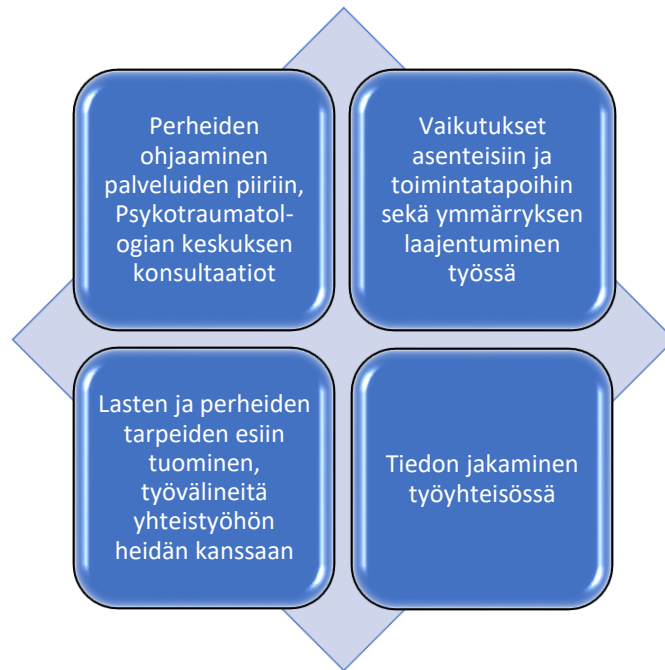 Perheiden
ohjaaminen
palveluiden piiriin,
Psykotraumatol-
ogian keskuksen
konsultaatiot
Vaikutukset
asenteisiin ja
toimintatapoihin
sekä ymmärryksen
laajentuminen
työssä
Lasten ja perheiden
tarpeiden esiin
tuominen,
työvälineitä
yhteistyöhön
heidän kanssaan
Tiedon jakaminen
työyhteisössä